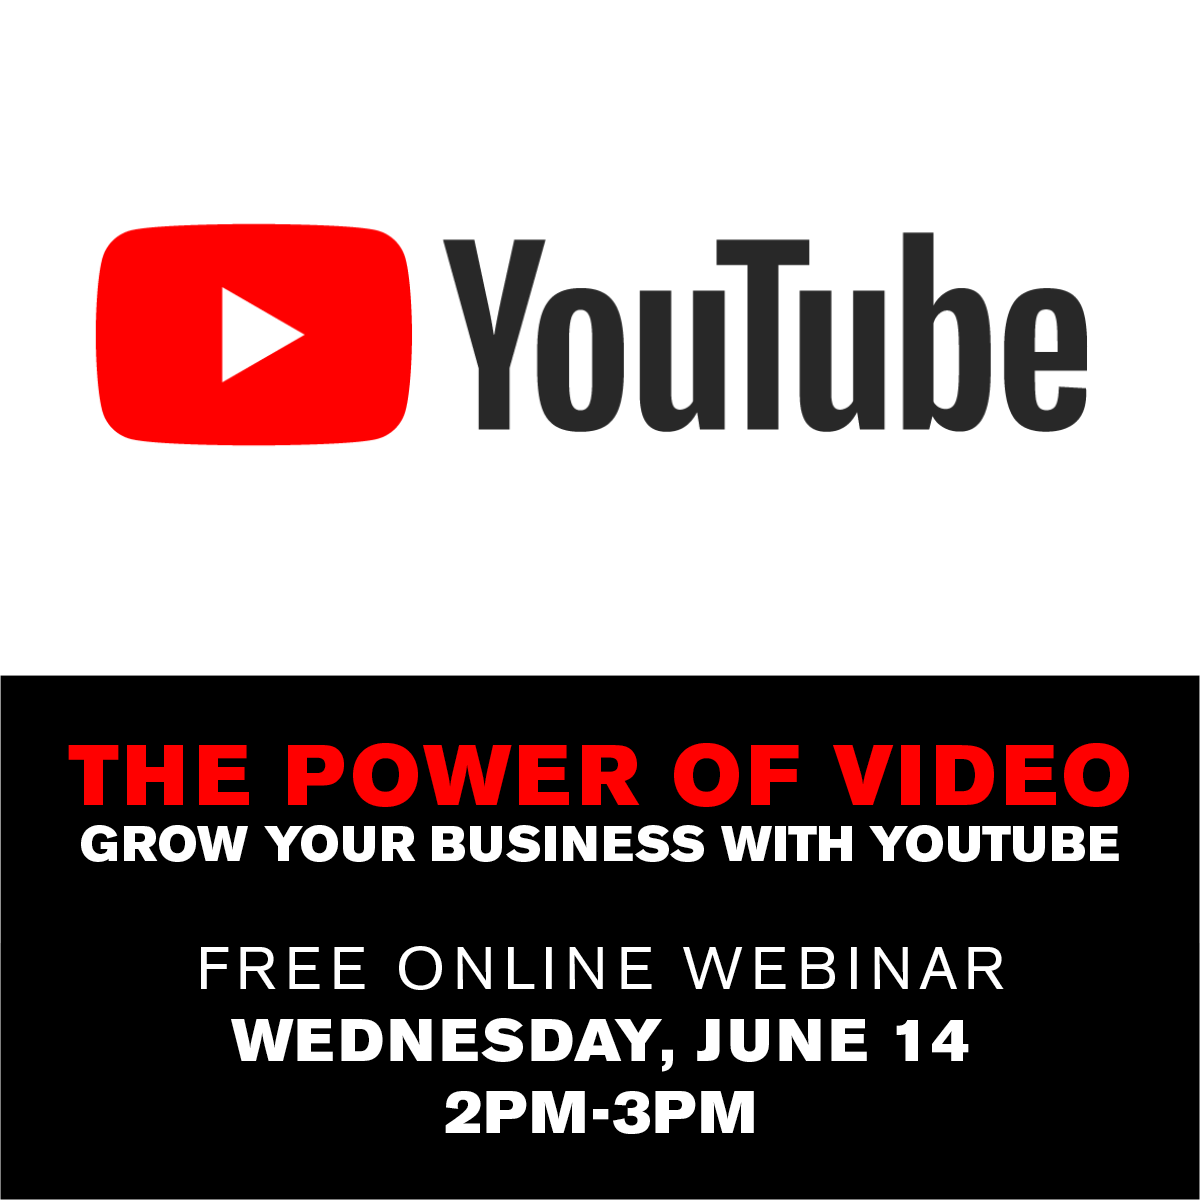 YouTube
THE POWER OF VIDEO
GROW YOUR BUSINESS WITH YOUTUBE
FREE ONLINE WEBINAR
WEDNESDAY, JUNE 14
2PM-3PM